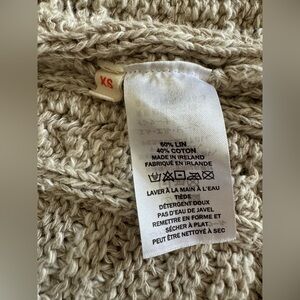 XS
60% LIN
40% COTON
MADE IN IRELAND
FABRIQUÉ EN IRLANDE
LAVER À LA MAIN À L'EAU
TIÈDE
DÉTERGENT DOUX
PAS D'EAU DE JAVEL
REMETTRE EN FORME ET
SÉCHER À PLAT
PEUT ÊTRE NETTOYÉ À SEC